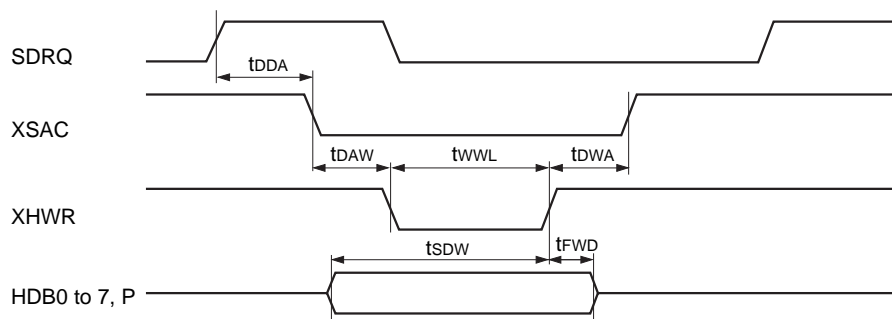 SDRQ
tDDA
XSAC
tDAW
tWWL
tDWA
XHWR
tSDW
tFWD
HDB0 to 7, P